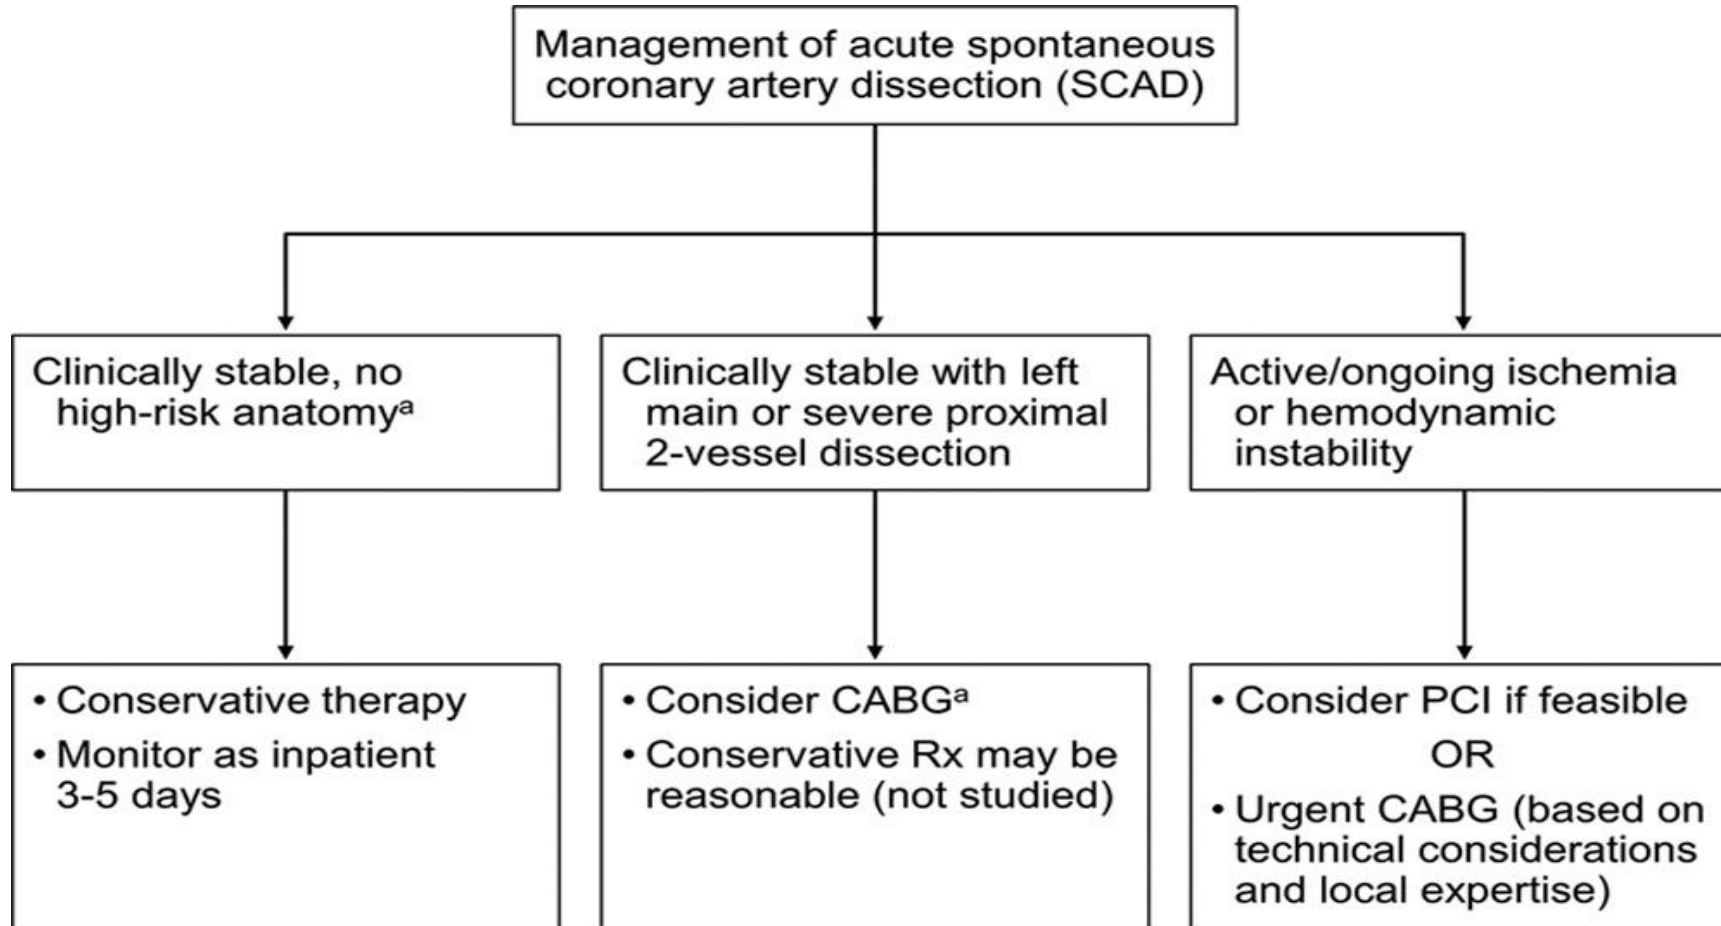 Management of acute spontaneous
coronary artery dissection (SCAD)
Clinically stable, no
high-risk anatomyᵃ
Clinically stable with left
main or severe proximal
2-vessel dissection
Active/ongoing ischemia
or hemodynamic
instability
• Conservative therapy
• Monitor as inpatient
3-5 days
• Consider CABGᵃ
• Conservative Rx may be
reasonable (not studied)
• Consider PCI if feasible
OR
• Urgent CABG (based on
technical considerations
and local expertise)